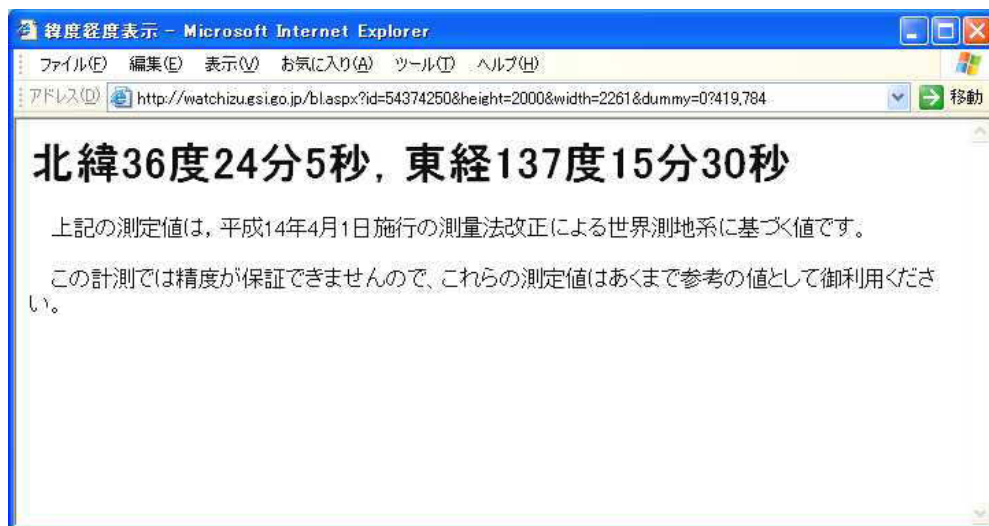 緯度経度表示 - Microsoft Internet Explorer
ファイル(F) 編集(E) 表示(V) お気に入り(A) ツール(T) ヘルプ(H)
アドレス(D) http://watchizu.gsi.go.jp/bl.aspx?id=54374250&height=2000&width=2261&dummy=0?419,784 移動
北緯36度24分5秒，東経137度15分30秒
上記の測定値は，平成14年4月1日施行の測量法改正による世界測地系に基づく値です。
この計測では精度が保証できませんので、これらの測定値はあくまで参考の値として御利用くださ
い。